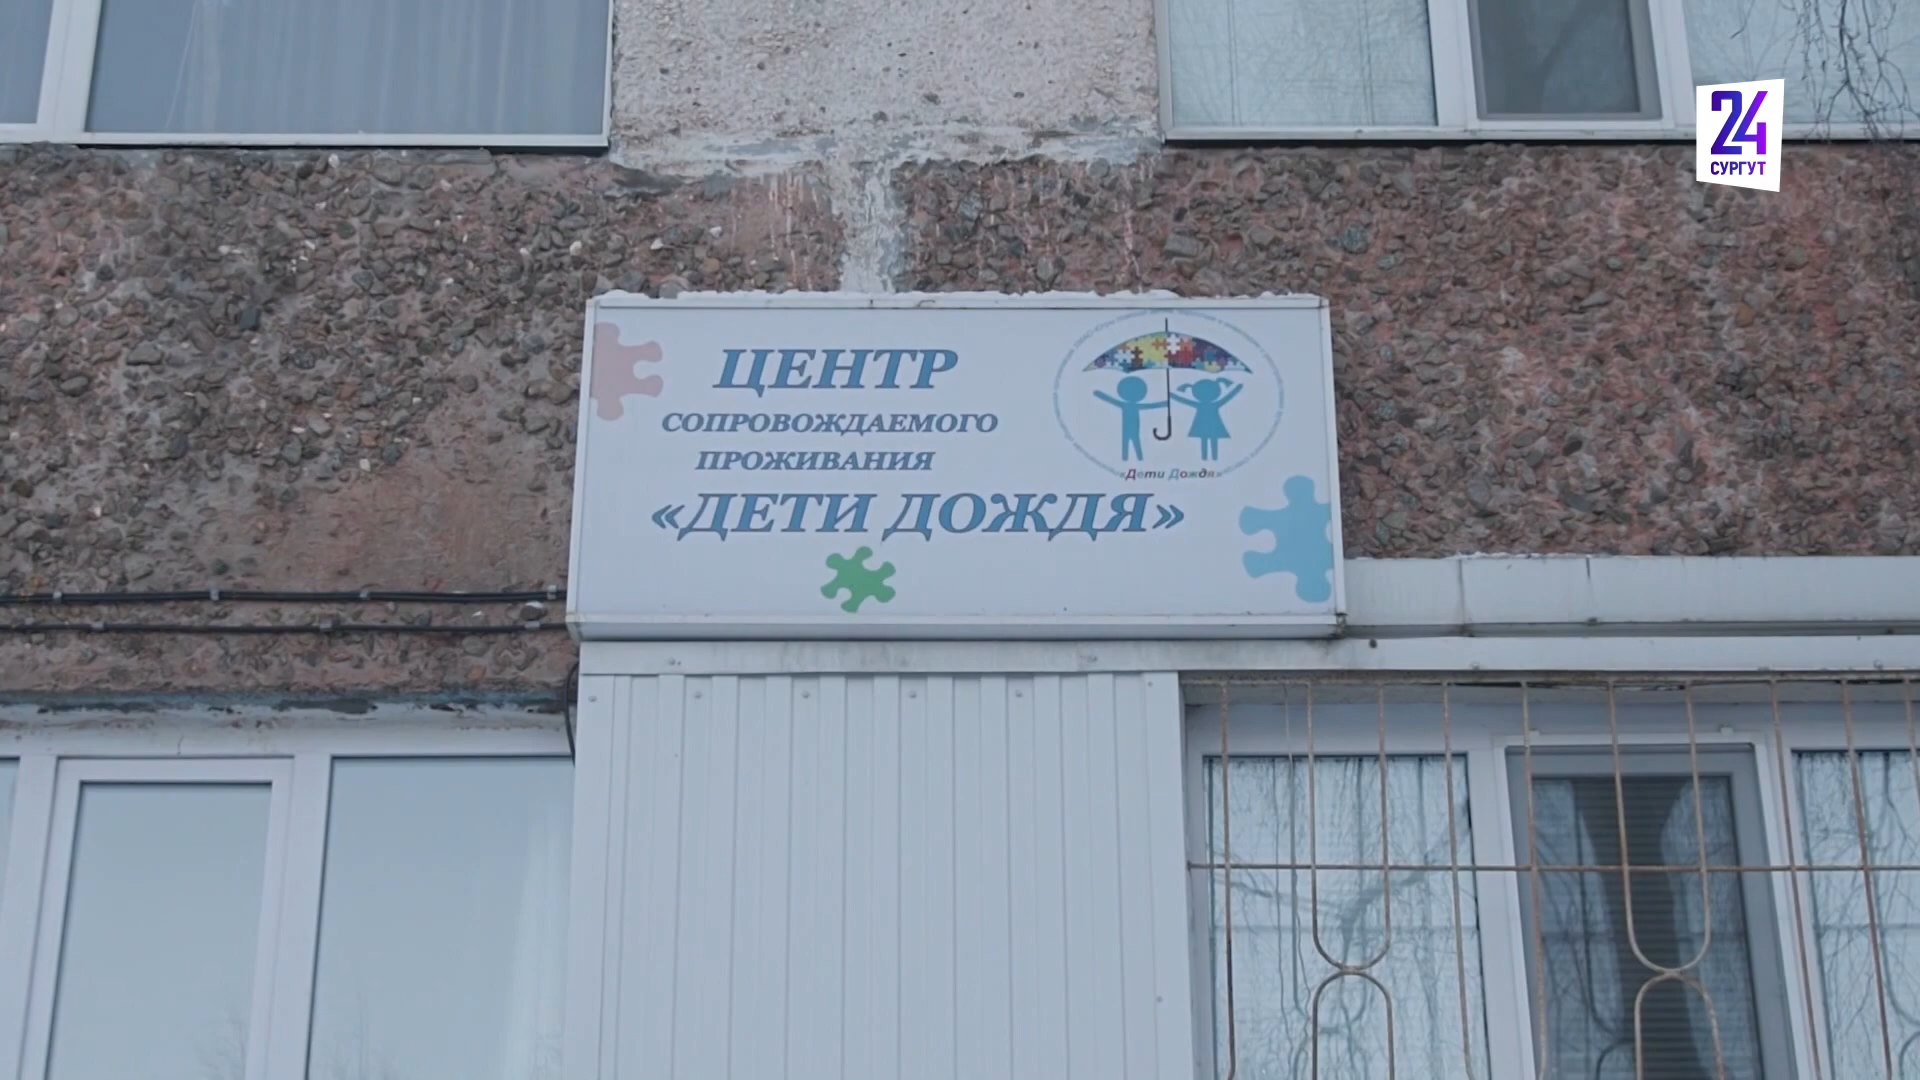 ЦЕНТР
СОПРОВОЖДАЕМОГО
ПРОЖИВАНИЯ
«ДЕТИ ДОЖДЯ»
«Дети Дождя»
24
СУРГУТ